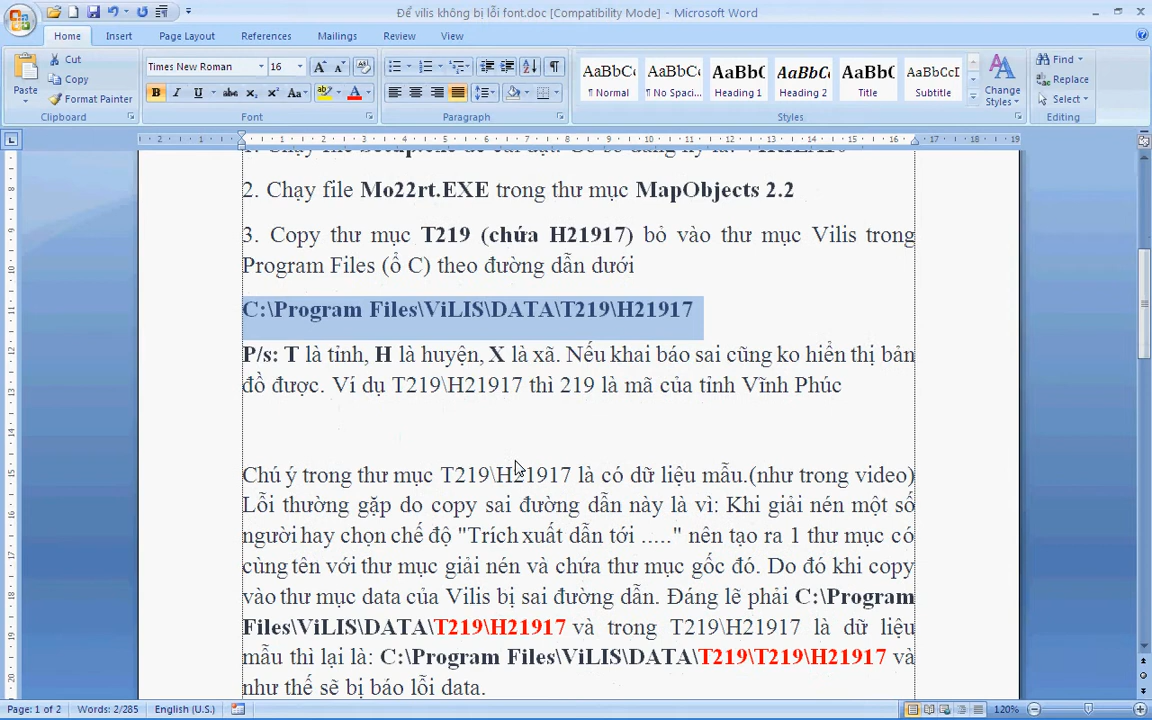 Để vilis không bị lỗi font.doc [Compatibility Mode] - Microsoft Word
Home Insert Page Layout References Mailings Review View
Paste
Cut
Copy
Format Painter
Clipboard
Times New Roman 16
Font
Paragraph
AaBbCc AaBbCc AaBb( AaBb( AaBb( AaBbCcI
¶ Normal ¶ No Spaci... Heading 1 Heading 2 Title Subtitle
Styles
Change Styles
Find
Replace
Select
Editing
2. Chạy file Mo22rt.EXE trong thư mục MapObjects 2.2
3. Copy thư mục T219 (chứa H21917) bỏ vào thư mục Vilis trong
Program Files (ổ C) theo đường dẫn dưới
C:\Program Files\ViLIS\DATA\T219\H21917
P/s: T là tỉnh, H là huyện, X là xã. Nếu khai báo sai cũng ko hiển thị bản
đồ được. Ví dụ T219\H21917 thì 219 là mã của tỉnh Vĩnh Phúc
Chú ý trong thư mục T219\H21917 là có dữ liệu mẫu.(như trong video)
Lỗi thường gặp do copy sai đường dẫn này là vì: Khi giải nén một số
người hay chọn chế độ "Trích xuất dẫn tới ....." nên tạo ra 1 thư mục có
cùng tên với thư mục giải nén và chứa thư mục gốc đó. Do đó khi copy
vào thư mục data của Vilis bị sai đường dẫn. Đáng lẽ phải C:\Program
Files\ViLIS\DATA\T219\H21917 và trong T219\H21917 là dữ liệu
mẫu thì lại là: C:\Program Files\ViLIS\DATA\T219\T219\H21917 và
như thế sẽ bị báo lỗi data.
Page: 1 of 2 Words: 2/285 English (U.S.) 120%